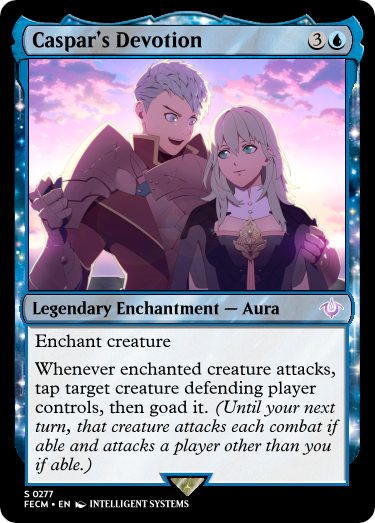 Caspar's Devotion 3
Legendary Enchantment — Aura
Enchant creature
Whenever enchanted creature attacks,
tap target creature defending player
controls, then goad it. (Until your next
turn, that creature attacks each combat if
able and attacks a player other than you
if able.)
S 0277
FECM • EN INTELLIGENT SYSTEMS